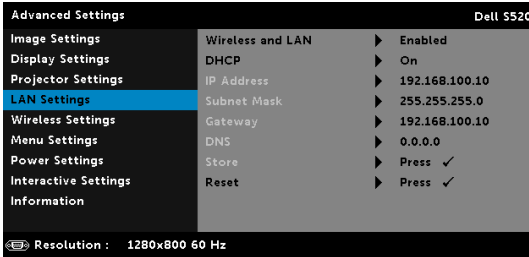 Advanced Settings Dell S520
Image Settings
Display Settings
Projector Settings
LAN Settings
Wireless Settings
Menu Settings
Power Settings
Interactive Settings
Information
Wireless and LAN Enabled
DHCP On
IP Address 192.168.100.10
Subnet Mask 255.255.255.0
Gateway 192.168.100.10
DNS 0.0.0.0
Store Press ✓
Reset Press ✓
Resolution : 1280x800 60 Hz